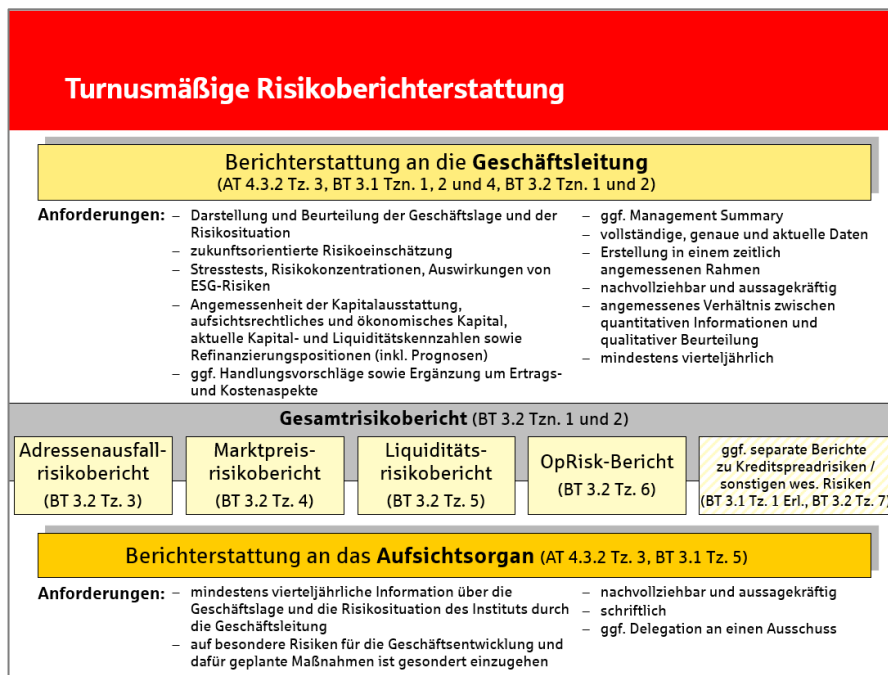 Turnusmäßige Risikoberichterstattung
Berichterstattung an die Geschäftsleitung
(AT 4.3.2 Tz. 3, BT 3.1 Tzn. 1, 2 und 4, BT 3.2 Tzn. 1 und 2)
Anforderungen:
– Darstellung und Beurteilung der Geschäftslage und der
Risikosituation
– zukunftsorientierte Risikoeinschätzung
– Stresstests, Risikokonzentrationen, Auswirkungen von
ESG-Risiken
– Angemessenheit der Kapitalausstattung,
aufsichtsrechtliches und ökonomisches Kapital,
aktuelle Kapital- und Liquiditätskennzahlen sowie
Refinanzierungspositionen (inkl. Prognosen)
– ggf. Handlungsvorschläge sowie Ergänzung um Ertrags-
und Kostenaspekte
– ggf. Management Summary
– vollständige, genaue und aktuelle Daten
– Erstellung in einem zeitlich
angemessenen Rahmen
– nachvollziehbar und aussagekräftig
– angemessenes Verhältnis zwischen
quantitativen Informationen und
qualitativer Beurteilung
– mindestens vierteljährlich
Gesamtrisikobericht (BT 3.2 Tzn. 1 und 2)
Adressenausfall-
risikobericht
(BT 3.2 Tz. 3)
Marktpreis-
risikobericht
(BT 3.2 Tz. 4)
Liquiditäts-
risikobericht
(BT 3.2 Tz. 5)
OpRisk-Bericht
(BT 3.2 Tz. 6)
ggf. separate Berichte
zu Kreditspreadrisiken /
sonstigen wes. Risiken
(BT 3.1 Tz. 1 Erl., BT 3.2 Tz. 7)
Berichterstattung an das Aufsichtsorgan (AT 4.3.2 Tz. 3, BT 3.1 Tz. 5)
Anforderungen:
– mindestens vierteljährliche Information über die
Geschäftslage und die Risikosituation des Instituts durch
die Geschäftsleitung
– auf besondere Risiken für die Geschäftsentwicklung und
dafür geplante Maßnahmen ist gesondert einzugehen
– nachvollziehbar und aussagekräftig
– schriftlich
– ggf. Delegation an einen Ausschuss